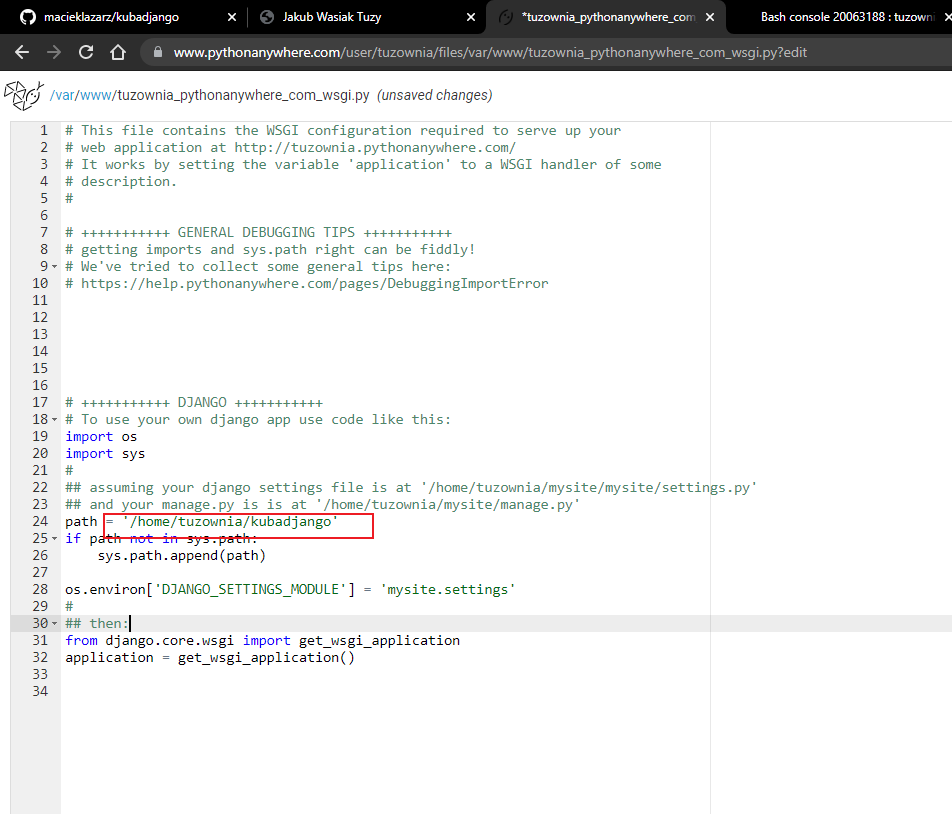 macieklazarz/kubadjango
Jakub Wasiak Tuzy
*tuzownia_pythonanywhere_com_
Bash console 20063188 : tuzowni
www.pythonanywhere.com/user/tuzownia/files/var/www/tuzownia_pythonanywhere_com_wsgi.py?edit
/var/www/tuzownia_pythonanywhere_com_wsgi.py (unsaved changes)
1 # This file contains the WSGI configuration required to serve up your
2 # web application at http://tuzownia.pythonanywhere.com/
3 # It works by setting the variable 'application' to a WSGI handler of some
4 # description.
5 #
6
7 # +++++++++++ GENERAL DEBUGGING TIPS +++++++++++
8 # getting imports and sys.path right can be fiddly!
9 # We've tried to collect some general tips here:
10 # https://help.pythonanywhere.com/pages/DebuggingImportError
11
12
13
14
15
16
17 # +++++++++++ DJANGO +++++++++++
18 # To use your own django app use code like this:
19 import os
20 import sys
21 #
22 ## assuming your django settings file is at '/home/tuzownia/mysite/mysite/settings.py'
23 ## and your manage.py is is at '/home/tuzownia/mysite/manage.py'
24 path = '/home/tuzownia/kubadjango'
25 if path not in sys.path:
26     sys.path.append(path)
27
28 os.environ['DJANGO_SETTINGS_MODULE'] = 'mysite.settings'
29 #
30 ## then:
31 from django.core.wsgi import get_wsgi_application
32 application = get_wsgi_application()
33
34